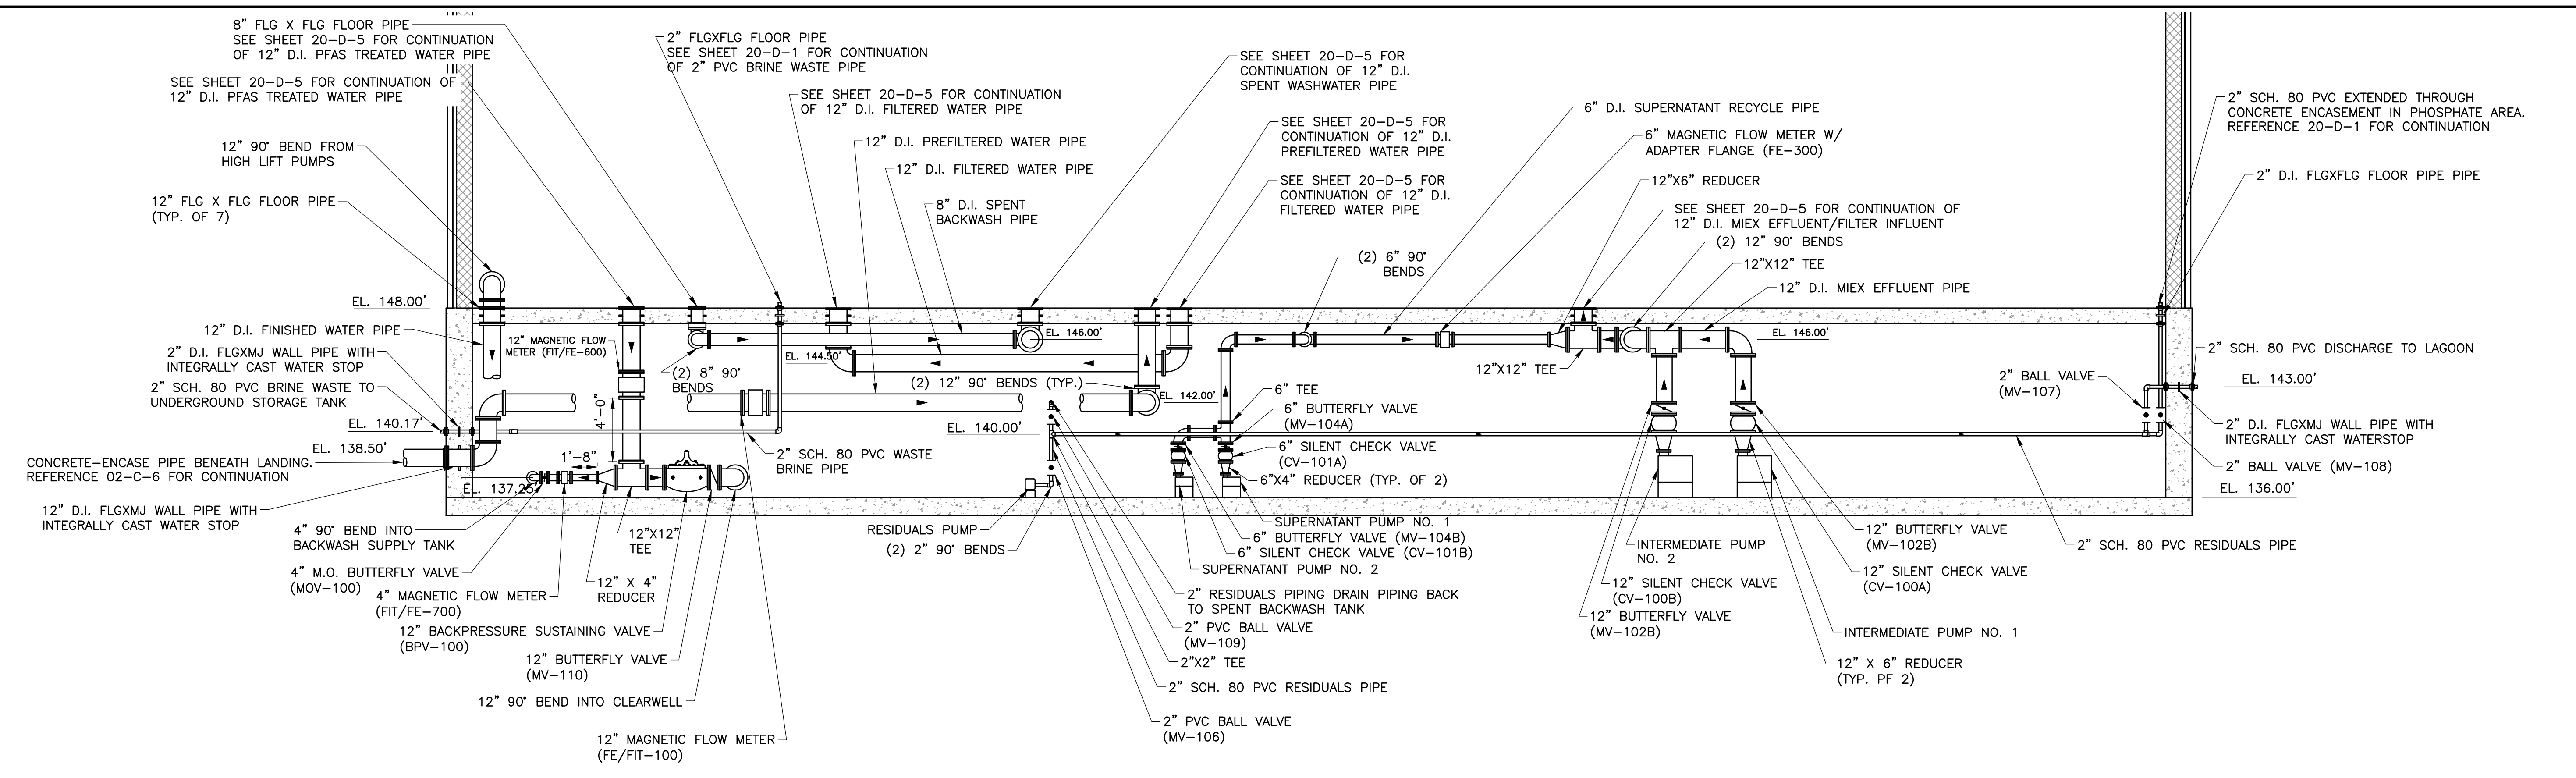 8" FLG X FLG FLOOR PIPE
SEE SHEET 20-D-5 FOR CONTINUATION
OF 12" D.I. PFAS TREATED WATER PIPE
SEE SHEET 20-D-5 FOR CONTINUATION OF
12" D.I. PFAS TREATED WATER PIPE
12" 90° BEND FROM
HIGH LIFT PUMPS
12" FLG X FLG FLOOR PIPE
(TYP. OF 7)
2" FLGXFLG FLOOR PIPE
SEE SHEET 20-D-1 FOR CONTINUATION
OF 2" PVC BRINE WASTE PIPE
SEE SHEET 20-D-5 FOR CONTINUATION
OF 12" D.I. FILTERED WATER PIPE
12" D.I. PREFILTERED WATER PIPE
12" D.I. FILTERED WATER PIPE
8" D.I. SPENT
BACKWASH PIPE
SEE SHEET 20-D-5 FOR
CONTINUATION OF 12" D.I.
SPENT WASHWATER PIPE
SEE SHEET 20-D-5 FOR
CONTINUATION OF 12" D.I.
PREFILTERED WATER PIPE
SEE SHEET 20-D-5 FOR
CONTINUATION OF 12" D.I.
FILTERED WATER PIPE
(2) 6" 90°
BENDS
6" D.I. SUPERNATANT RECYCLE PIPE
6" MAGNETIC FLOW METER W/
ADAPTER FLANGE (FE-300)
12"X6" REDUCER
SEE SHEET 20-D-5 FOR CONTINUATION OF
12" D.I. MIEX EFFLUENT/FILTER INFLUENT
(2) 12" 90° BENDS
12"X12" TEE
12" D.I. MIEX EFFLUENT PIPE
2" SCH. 80 PVC EXTENDED THROUGH
CONCRETE ENCASEMENT IN PHOSPHATE AREA.
REFERENCE 20-D-1 FOR CONTINUATION
2" D.I. FLGXFLG FLOOR PIPE PIPE
EL. 148.00'
12" D.I. FINISHED WATER PIPE
2" D.I. FLGXMJ WALL PIPE WITH
INTEGRALLY CAST WATER STOP
2" SCH. 80 PVC BRINE WASTE TO
UNDERGROUND STORAGE TANK
EL. 140.17'
EL. 138.50'
CONCRETE-ENCASE PIPE BENEATH LANDING.
REFERENCE 02-C-6 FOR CONTINUATION
12" D.I. FLGXMJ WALL PIPE WITH
INTEGRALLY CAST WATER STOP
12" MAGNETIC FLOW
METER (FIT/FE-600)
4'-0"
1'-8"
EL. 137.25'
(2) 8" 90°
BENDS
EL. 144.50'
EL. 146.00'
(2) 12" 90° BENDS (TYP.)
EL. 142.00'
EL. 140.00'
2" SCH. 80 PVC WASTE
BRINE PIPE
6" TEE
6" BUTTERFLY VALVE
(MV-104A)
6" SILENT CHECK VALVE
(CV-101A)
6"X4" REDUCER (TYP. OF 2)
12"X12" TEE
EL. 146.00'
2" BALL VALVE
(MV-107)
2" SCH. 80 PVC DISCHARGE TO LAGOON
EL. 143.00'
2" D.I. FLGXMJ WALL PIPE WITH
INTEGRALLY CAST WATERSTOP
2" BALL VALVE (MV-108)
EL. 136.00'
4" 90° BEND INTO
BACKWASH SUPPLY TANK
4" M.O. BUTTERFLY VALVE
(MOV-100)
4" MAGNETIC FLOW METER
(FIT/FE-700)
12" X 4"
REDUCER
12"X12"
TEE
12" BACKPRESSURE SUSTAINING VALVE
(BPV-100)
12" BUTTERFLY VALVE
(MV-110)
12" 90° BEND INTO CLEARWELL
12" MAGNETIC FLOW METER
(FE/FIT-100)
RESIDUALS PUMP
(2) 2" 90° BENDS
SUPERNATANT PUMP NO. 1
6" BUTTERFLY VALVE (MV-104B)
6" SILENT CHECK VALVE (CV-101B)
SUPERNATANT PUMP NO. 2
2" RESIDUALS PIPING DRAIN PIPING BACK
TO SPENT BACKWASH TANK
2" PVC BALL VALVE
(MV-109)
2"X2" TEE
2" SCH. 80 PVC RESIDUALS PIPE
2" PVC BALL VALVE
(MV-106)
INTERMEDIATE PUMP
NO. 2
12" SILENT CHECK VALVE
(CV-100B)
12" BUTTERFLY VALVE
(MV-102B)
12" BUTTERFLY VALVE
(MV-102B)
12" SILENT CHECK VALVE
(CV-100A)
INTERMEDIATE PUMP NO. 1
12" X 6" REDUCER
(TYP. PF 2)
2" SCH. 80 PVC RESIDUALS PIPE